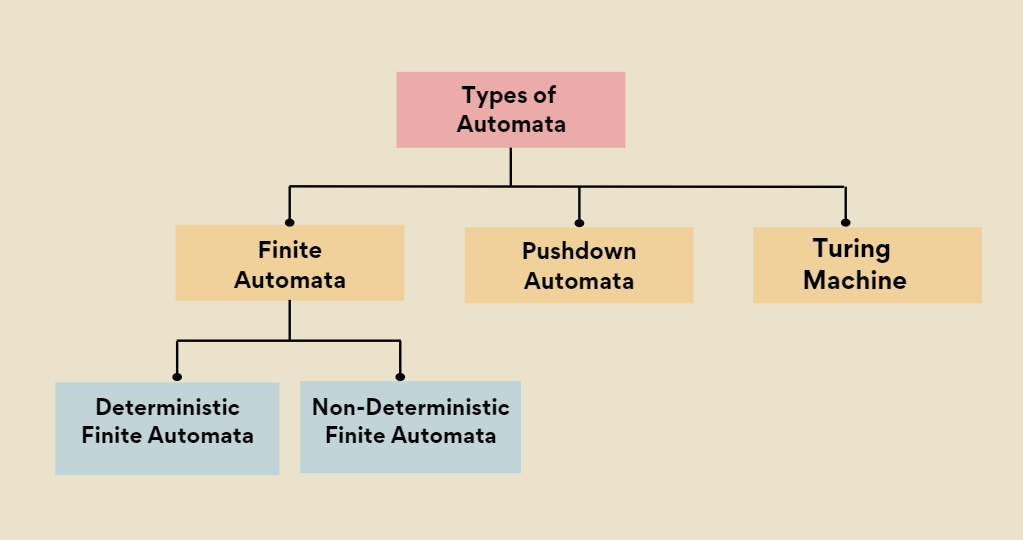 Types of
Automata
Finite
Automata
Pushdown
Automata
Turing
Machine
Deterministic
Finite Automata
Non-Deterministic
Finite Automata